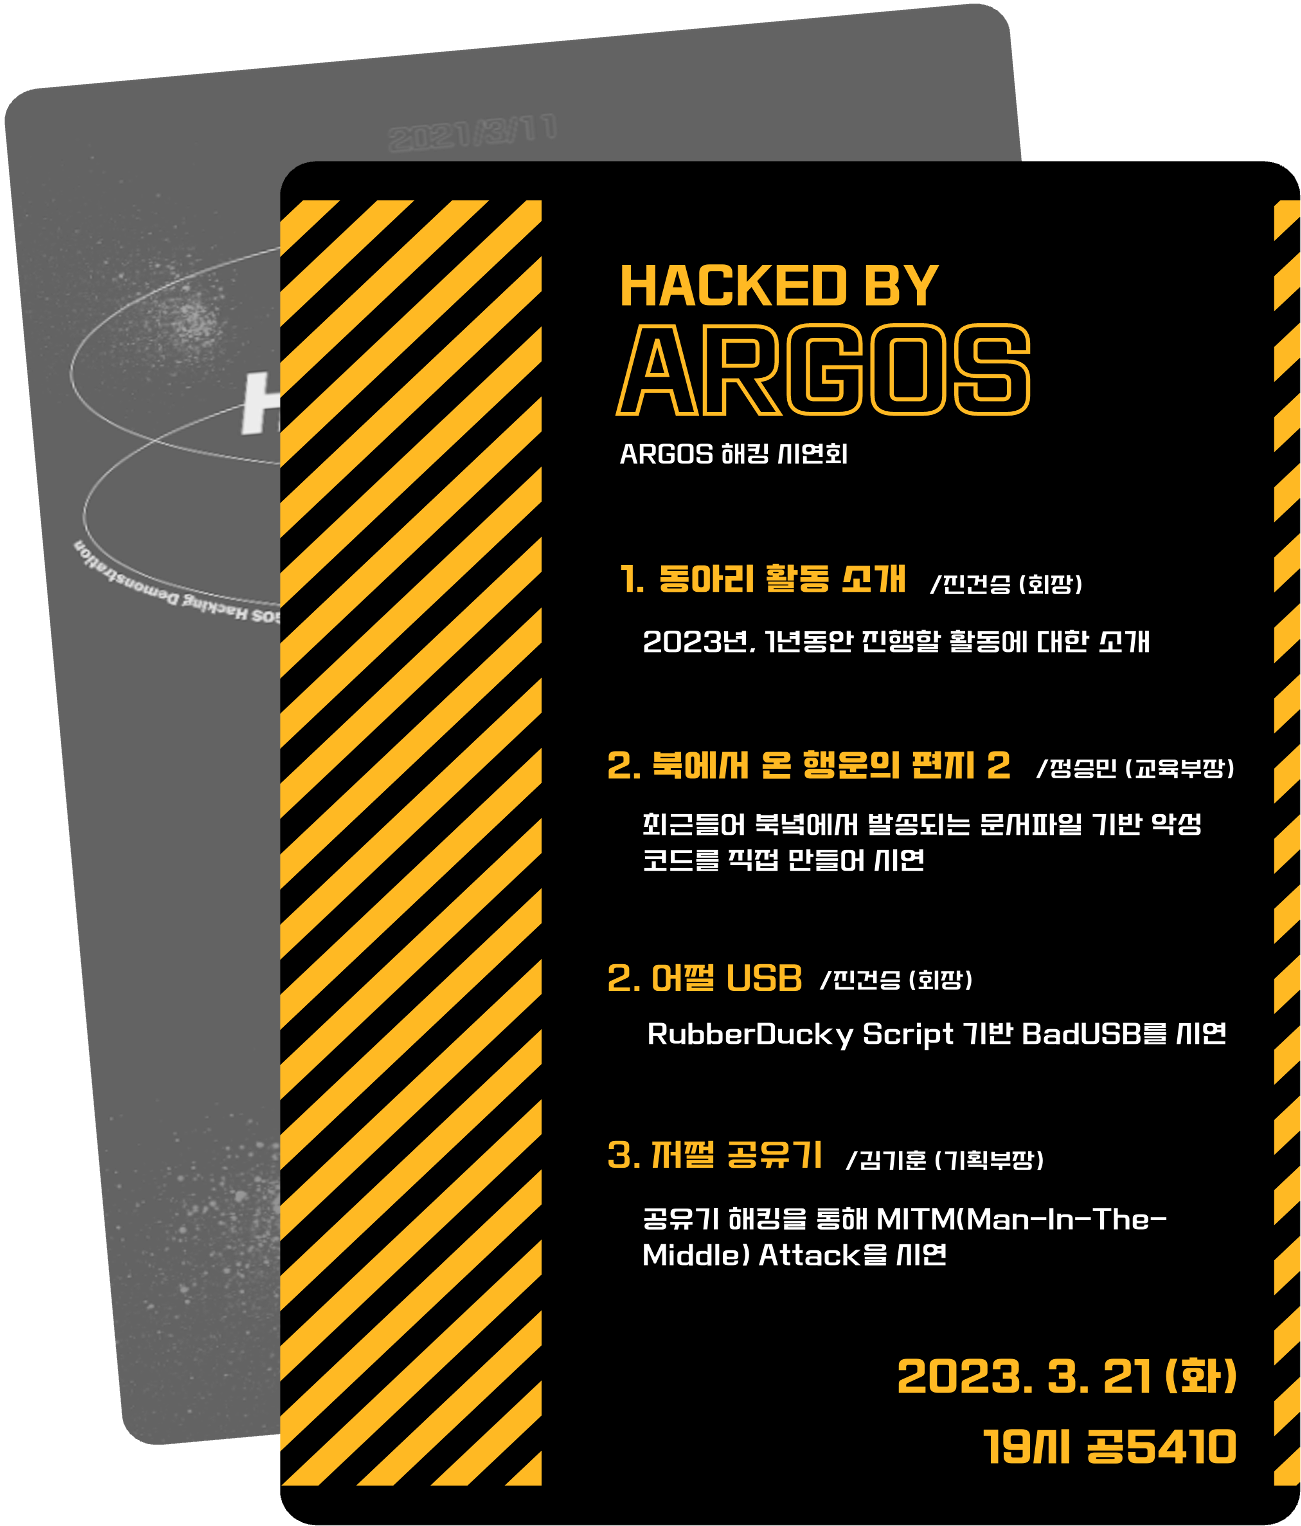 2021/3/11
H
GOS Hacking Demonstration
HACKED BY
ARGOS
ARGOS 해킹 시연회
1. 동아리 활동 소개 /진건승 (회장)
2023년, 1년동안 진행할 활동에 대한 소개
2. 북에서 온 행운의 편지 2 /정승민 (교육부장)
최근들어 북녘에서 발송되는 문서파일 기반 악성
코드를 직접 만들어 시연
2. 어쩔 USB /진건승 (회장)
RubberDucky Script 기반 BadUSB를 시연
3. 저쩔 공유기 /김기훈 (기획부장)
공유기 해킹을 통해 MITM(Man-In-The-
Middle) Attack을 시연
2023. 3. 21 (화)
19시 공5410